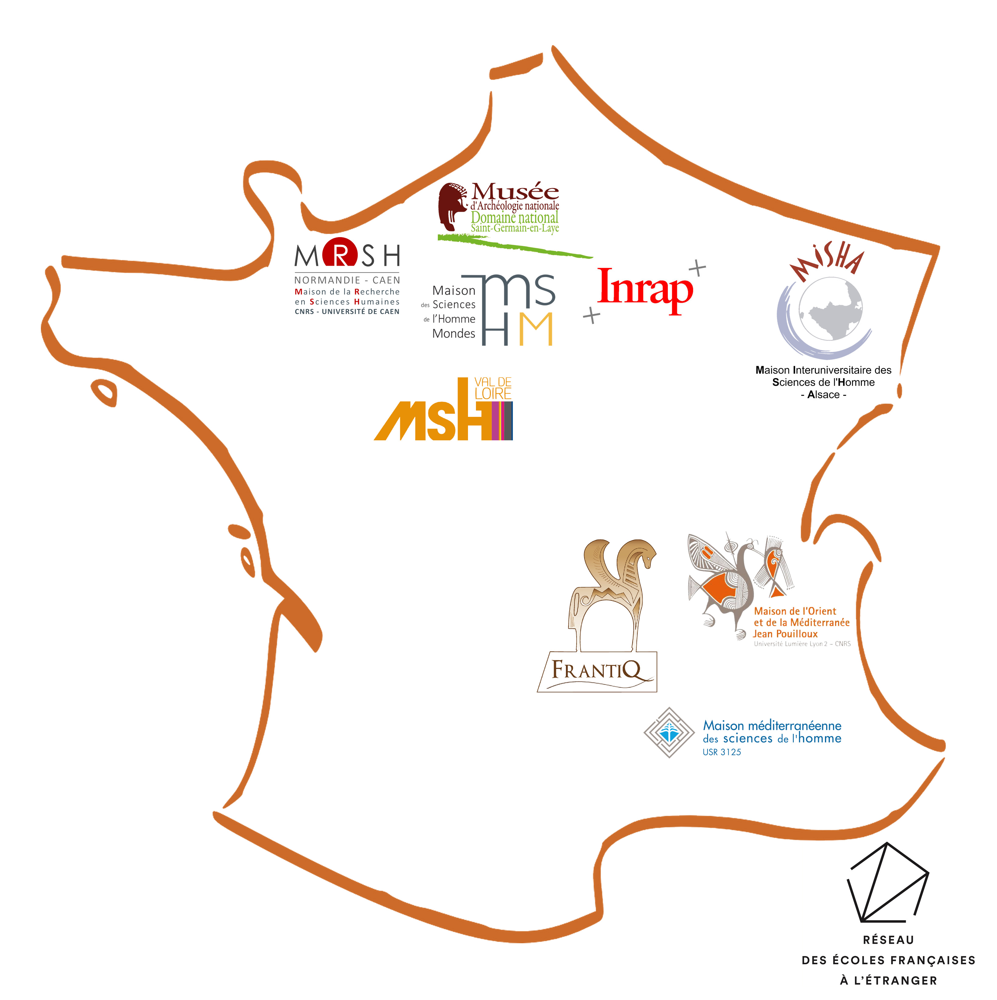 Musée
d'Archéologie nationale
Domaine national
Saint-Germain-en-Laye
MRSH
NORMANDIE - CAEN
Maison de la Recherche
en Sciences Humaines
CNRS - UNIVERSITÉ DE CAEN
Maison
des Sciences
de l'Homme
Mondes
MS
HM
Inrap
MiSHA
Maison Interuniversitaire des
Sciences de l'Homme
- Alsace -
VAL DE
LOIRE
MSH
FRANTIQ
Maison de l'Orient
et de la Méditerranée
Jean Pouilloux
Université Lumière Lyon 2 – CNRS
Maison méditerranéenne
des sciences de l'homme
USR 3125
RÉSEAU
DES ÉCOLES FRANÇAISES
À L'ÉTRANGER